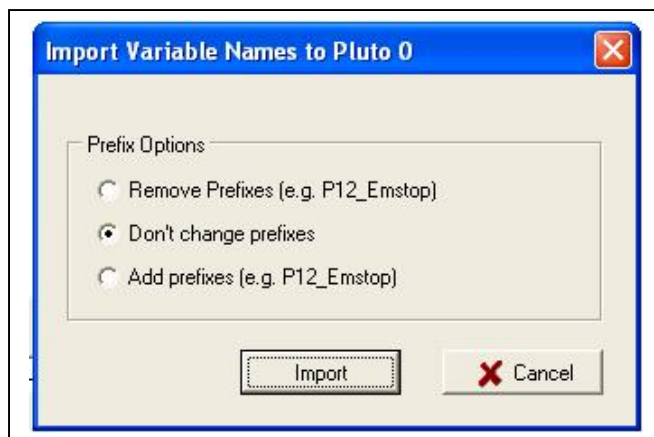 Import Variable Names to Pluto 0
Prefix Options
Remove Prefixes (e.g. P12_Emstop)
Don't change prefixes
Add prefixes (e.g. P12_Emstop)
Import
Cancel